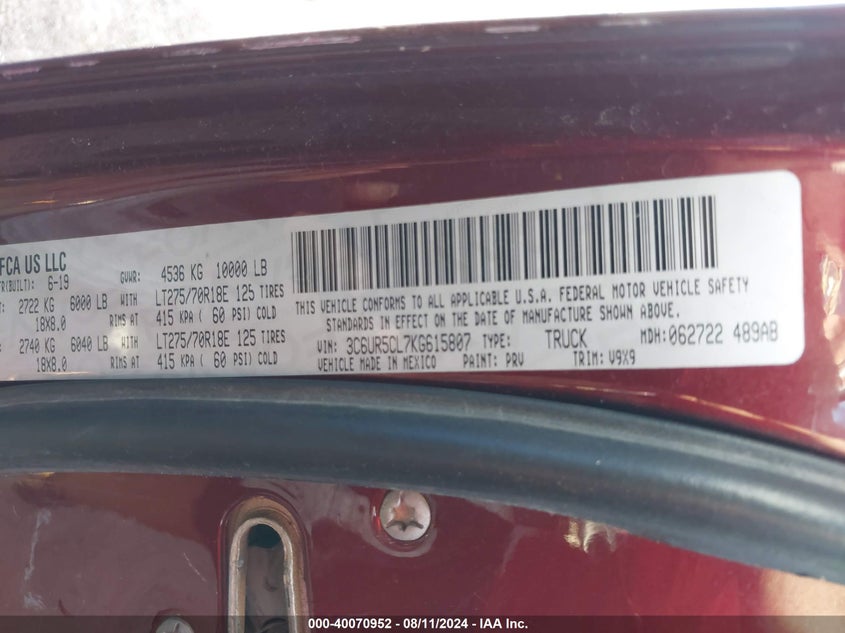 FCA US LLC
GVWR: 4536 KG 10000 LB
(BUILT): 6-19
2722 KG 6000 LB WITH LT275/70R18E 125 TIRES
18X8.0 RIMS AT 415 KPA ( 60 PSI) COLD
2740 KG 6040 LB WITH LT275/70R18E 125 TIRES
18X8.0 RIMS AT 415 KPA ( 60 PSI) COLD
THIS VEHICLE CONFORMS TO ALL APPLICABLE U.S.A. FEDERAL MOTOR VEHICLE SAFETY
STANDARDS IN EFFECT ON THE DATE OF MANUFACTURE SHOWN ABOVE.
VIN: 3C6UR5CL7KG615807 TYPE: TRUCK MDH: 062722 489AB
VEHICLE MADE IN MEXICO PAINT: PRV TRIM: V9X9
000-40070952 - 08/11/2024 - IAA Inc.